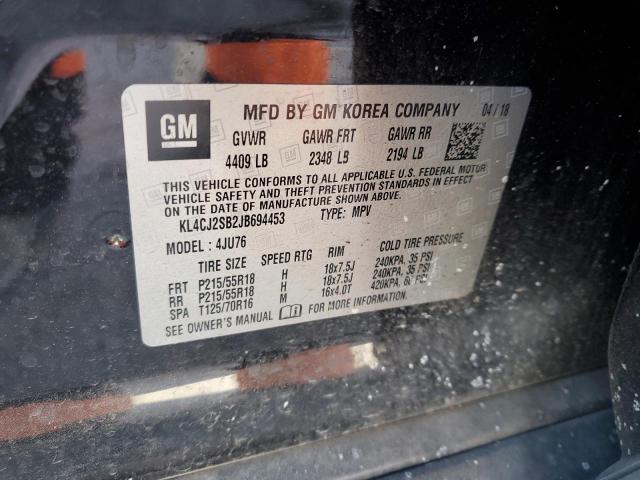 GM
MFD BY GM KOREA COMPANY 04/18
GVWR GAWR FRT GAWR RR
4409 LB 2348 LB 2194 LB
THIS VEHICLE CONFORMS TO ALL APPLICABLE U.S. FEDERAL MOTOR
VEHICLE SAFETY AND THEFT PREVENTION STANDARDS IN EFFECT
ON THE DATE OF MANUFACTURE SHOWN ABOVE.
KL4CJ2SB2JB694453 TYPE: MPV
MODEL: 4JU76
TIRE SIZE SPEED RTG RIM COLD TIRE PRESSURE
FRT P215/55R18 H 18x7.5J 240KPA, 35 PSI
RR P215/55R18 H 18x7.5J 240KPA, 35 PSI
SPA T125/70R16 M 16x4.0T 420KPA, 60 PSI
SEE OWNER'S MANUAL FOR MORE INFORMATION.